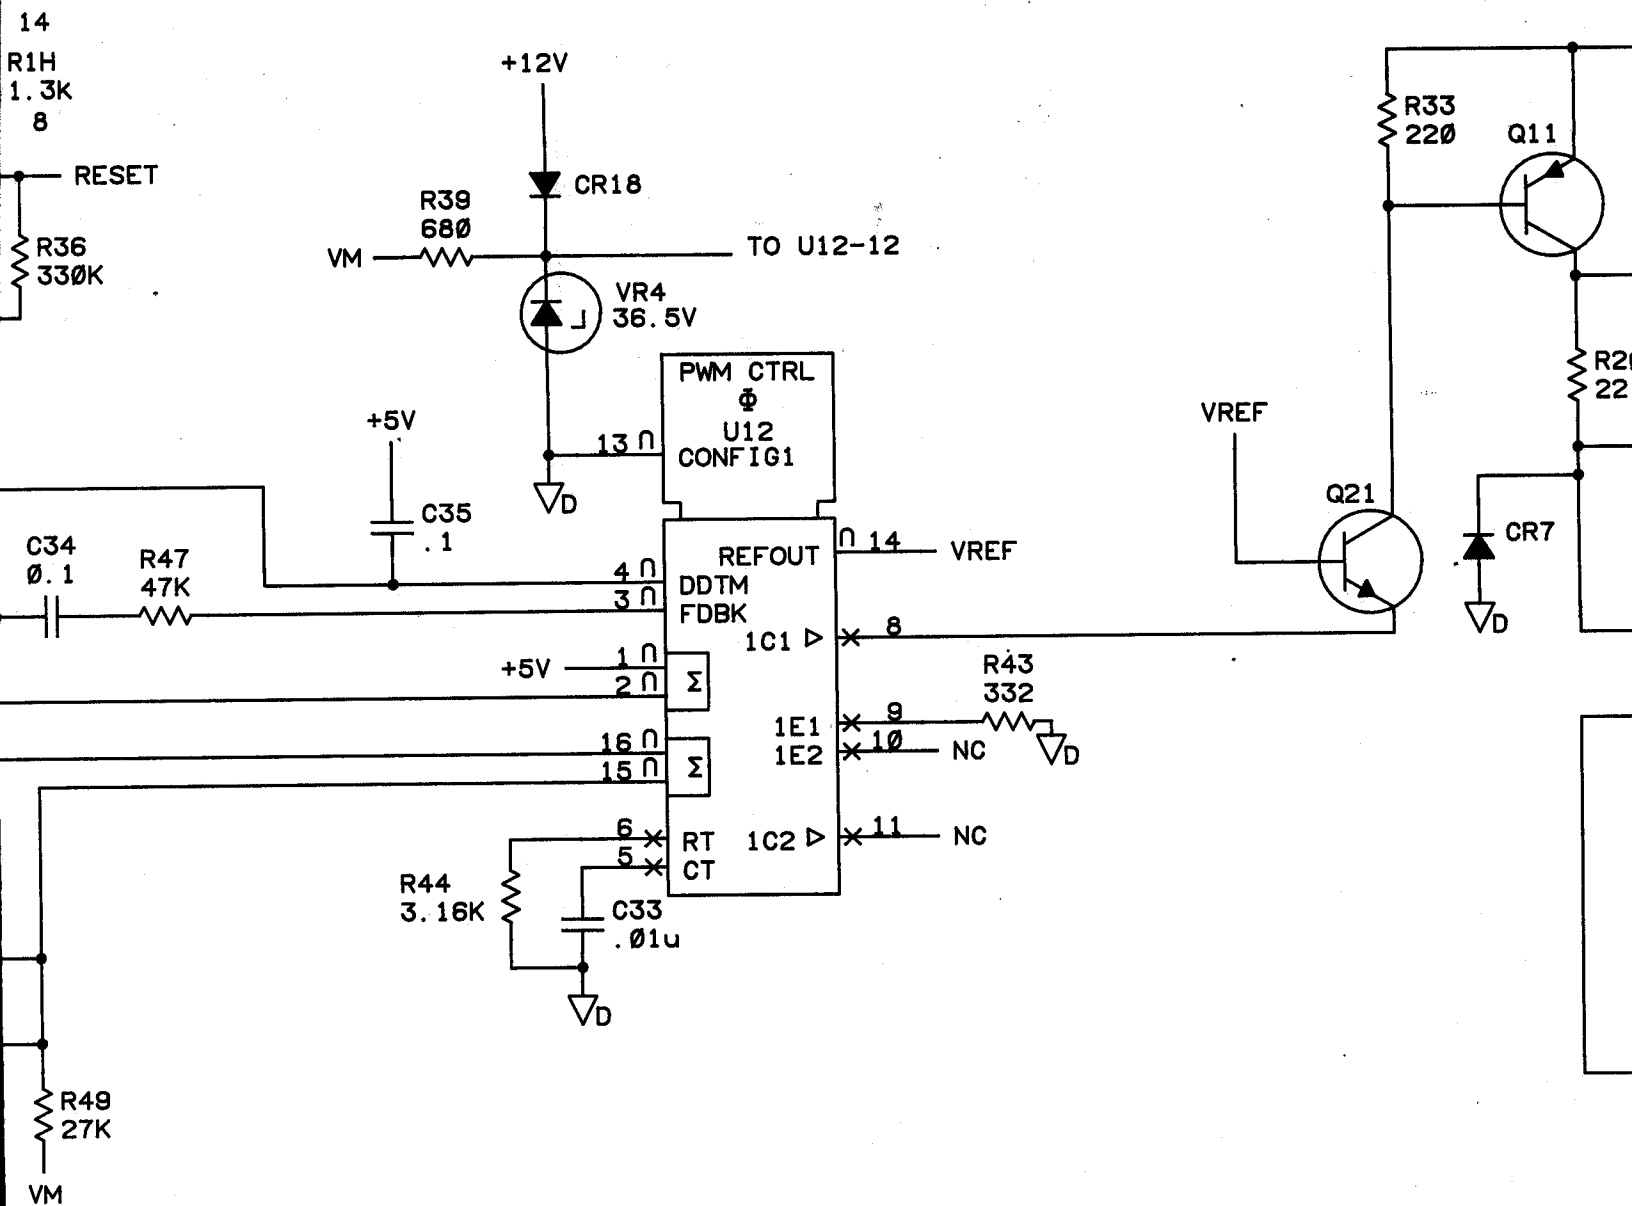 14
R1H
1.3K
8
RESET
R36
330K
+12V
CR18
R39
680
VM
TO U12-12
VR4
36.5V
PWM CTRL
Φ
U12
13
CONFIG1
D
+5V
C35
.1
C34
0.1
R47
47K
REFOUT
14
VREF
4
DDTM
3
FDBK
1C1
8
+5V
1
2
Σ
R43
332
1E1
9
1E2
10
NC
D
16
15
Σ
6
RT
1C2
11
NC
5
CT
R44
3.16K
C33
.01u
D
R49
27K
VM
R33
220
Q11
22
VREF
Q21
CR7
D